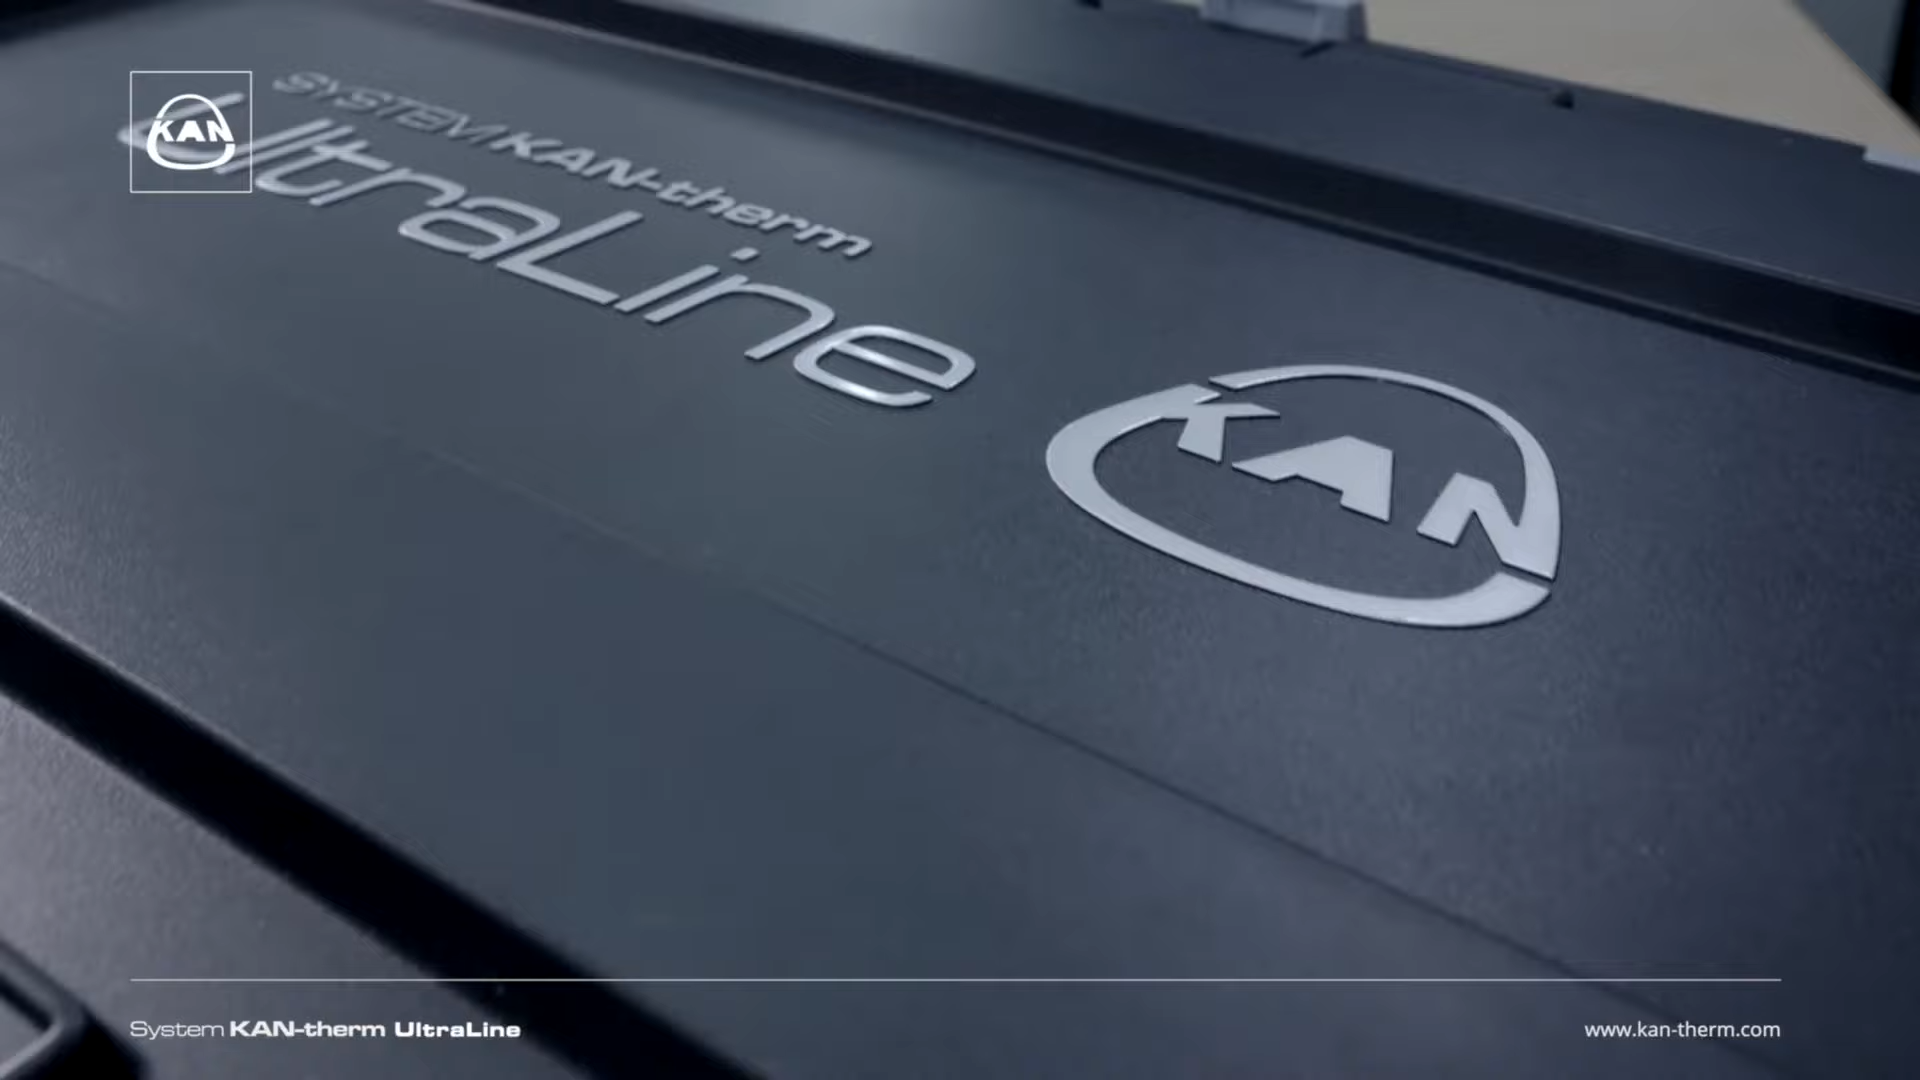 KAN
SYSTEM KAN-therm
UltraLine
KAN
System KAN-therm UltraLine
www.kan-therm.com